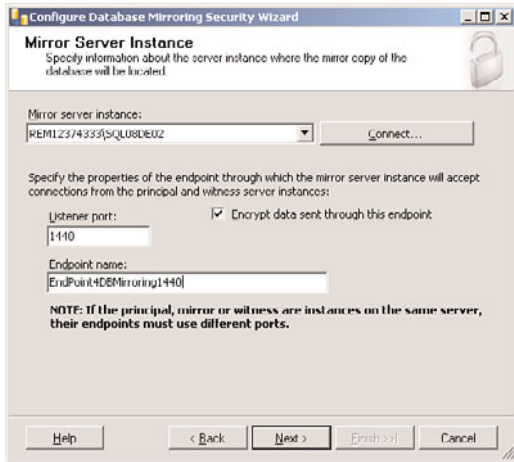 Configure Database Mirroring Security Wizard
Mirror Server Instance
Specify information about the server instance where the mirror copy of the
database will be located.
Mirror server instance:
REM12374333\SQL08DE02
Connect...
Specify the properties of the endpoint through which the mirror server instance will accept
connections from the principal and witness server instances:
Listener port:
Encrypt data sent through this endpoint
1440
Endpoint name:
EndPoint4DBMirroring1440
NOTE: If the principal, mirror or witness are instances on the same server,
their endpoints must use different ports.
Help
< Back
Next >
Finish >>|
Cancel